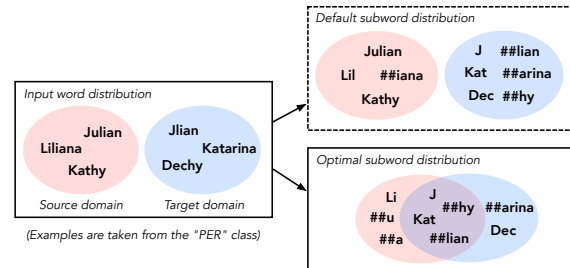 Default subword distribution
Julian
Lil ##iana
Kathy
J ##lian
Kat ##arina
Dec ##hy
Input word distribution
Julian
Liliana
Kathy
Jlian
Katarina
Dechy
Source domain
Target domain
(Examples are taken from the "PER" class)
Optimal subword distribution
Li
##u
##a
J
##hy
Kat
##lian
##arina
Dec